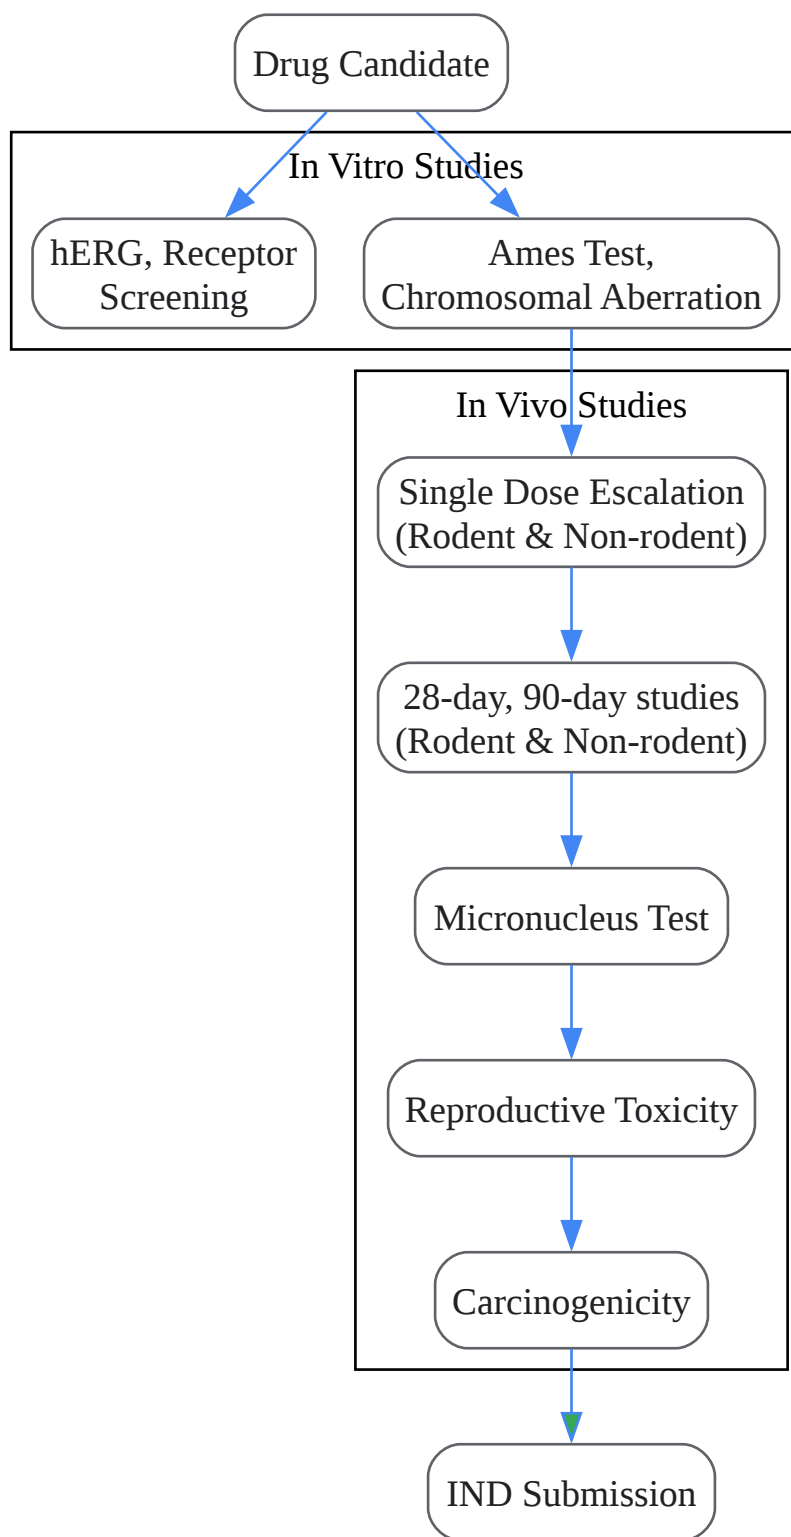 Drug Candidate
In Vitro Studies
hERG, Receptor
Screening
Ames Test,
Chromosomal Aberration
In Vivo Studies
Single Dose Escalation
(Rodent & Non-rodent)
28-day, 90-day studies
(Rodent & Non-rodent)
Micronucleus Test
Reproductive Toxicity
Carcinogenicity
IND Submission